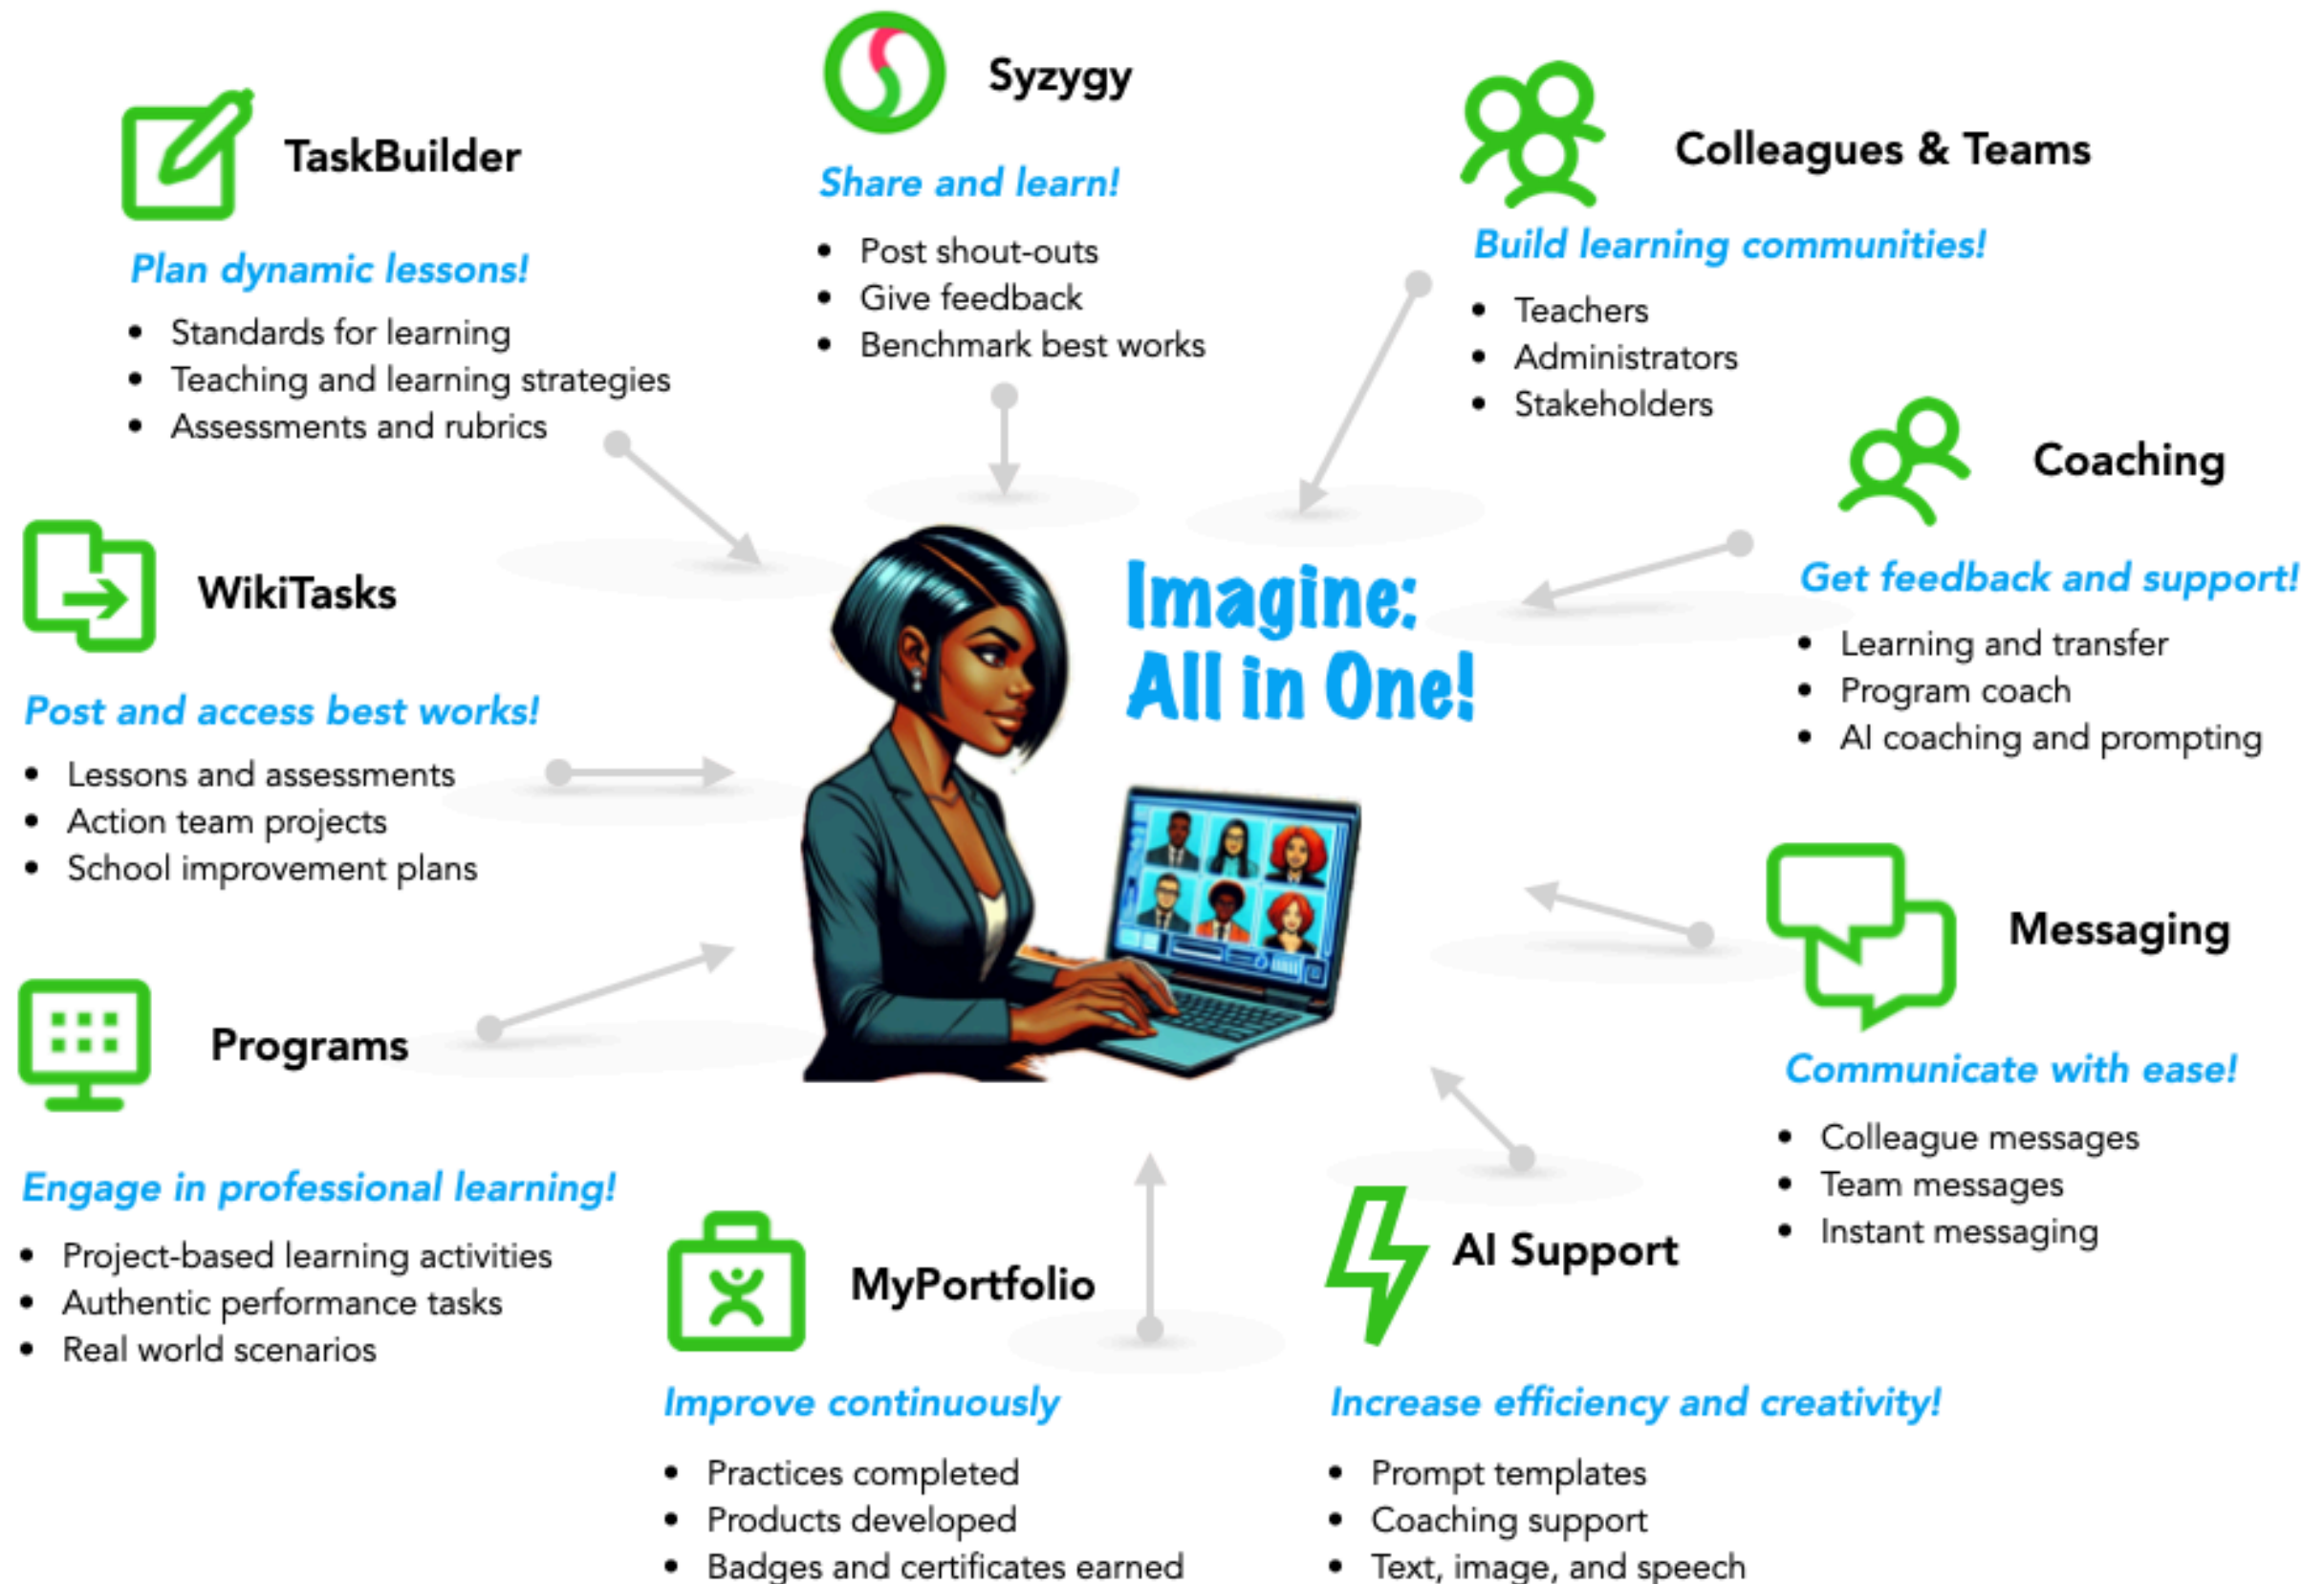 Syzygy
Share and learn!
• Post shout-outs
• Give feedback
• Benchmark best works
TaskBuilder
Plan dynamic lessons!
• Standards for learning
• Teaching and learning strategies
• Assessments and rubrics
Colleagues & Teams
Build learning communities!
• Teachers
• Administrators
• Stakeholders
Coaching
Get feedback and support!
• Learning and transfer
• Program coach
• AI coaching and prompting
WikiTasks
Post and access best works!
• Lessons and assessments
• Action team projects
• School improvement plans
Imagine:
All in One!
Messaging
Communicate with ease!
• Colleague messages
• Team messages
• Instant messaging
Programs
Engage in professional learning!
• Project-based learning activities
• Authentic performance tasks
• Real world scenarios
MyPortfolio
Improve continuously
• Practices completed
• Products developed
• Badges and certificates earned
AI Support
Increase efficiency and creativity!
• Prompt templates
• Coaching support
• Text, image, and speech